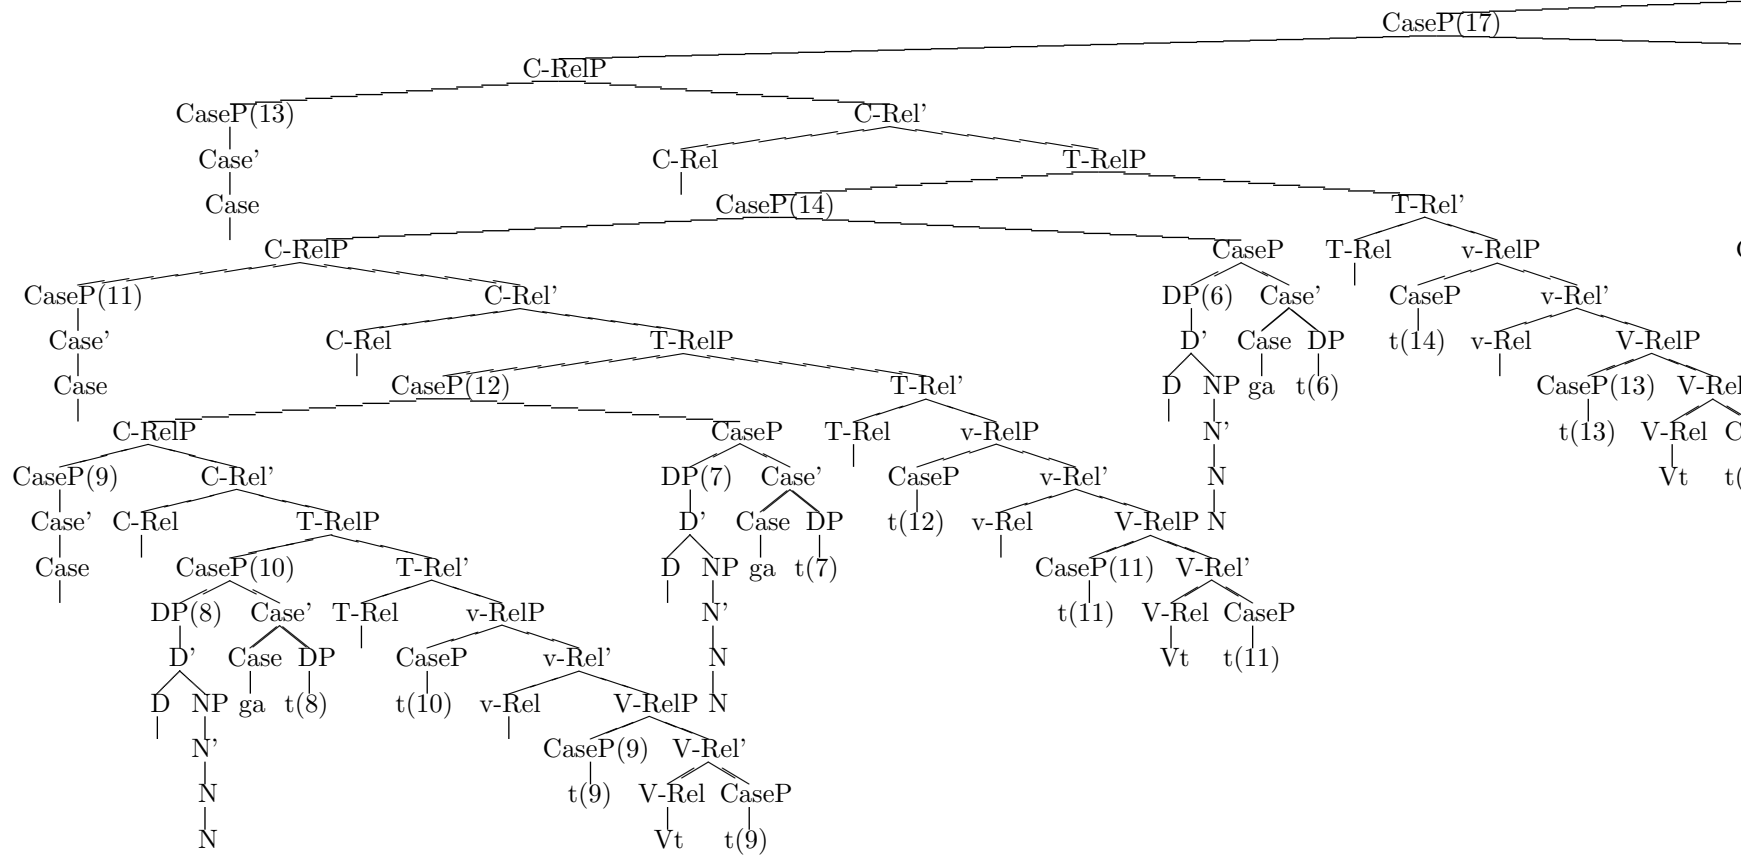 CaseP(17)
C-RelP
CaseP(13) C-Rel'
Case' C-Rel T-RelP
Case CaseP(14) T-Rel'
C-RelP CaseP T-Rel v-RelP
CaseP(11) C-Rel' DP(6) Case' CaseP v-Rel'
Case' C-Rel T-RelP D' Case DP t(14) v-Rel V-RelP
Case CaseP(12) T-Rel' D NP ga t(6) CaseP(13) V-Rel
C-RelP CaseP T-Rel v-RelP N' t(13) V-Rel C
CaseP(9) C-Rel' DP(7) Case' CaseP v-Rel' N Vt t(
Case' C-Rel T-RelP D' Case DP t(12) v-Rel V-RelP N
Case CaseP(10) T-Rel' D NP ga t(7) CaseP(11) V-Rel'
DP(8) Case' T-Rel v-RelP N' t(11) V-Rel CaseP
D' Case DP CaseP v-Rel' N Vt t(11)
D NP ga t(8) t(10) v-Rel V-RelP N
N' CaseP(9) V-Rel'
N t(9) V-Rel CaseP
N Vt t(9)